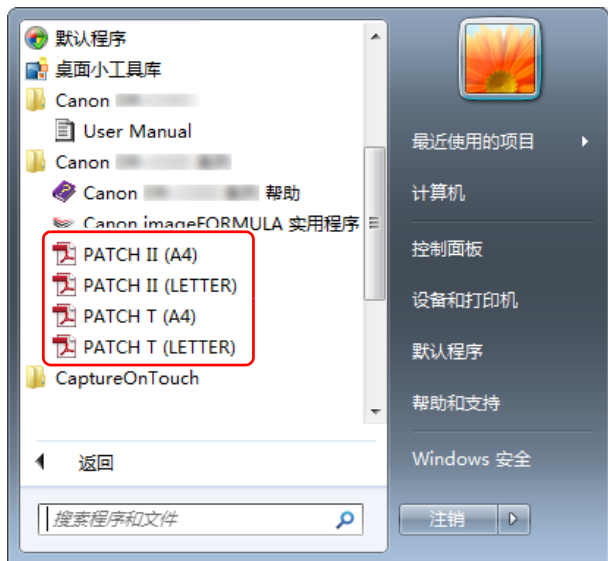 默认程序
桌面小工具库
Canon
User Manual
Canon
Canon 帮助
Canon imageFORMULA 实用程序
PATCH II (A4)
PATCH II (LETTER)
PATCH T (A4)
PATCH T (LETTER)
CaptureOnTouch
返回
搜索程序和文件
最近使用的项目
计算机
控制面板
设备和打印机
默认程序
帮助和支持
Windows 安全
注销